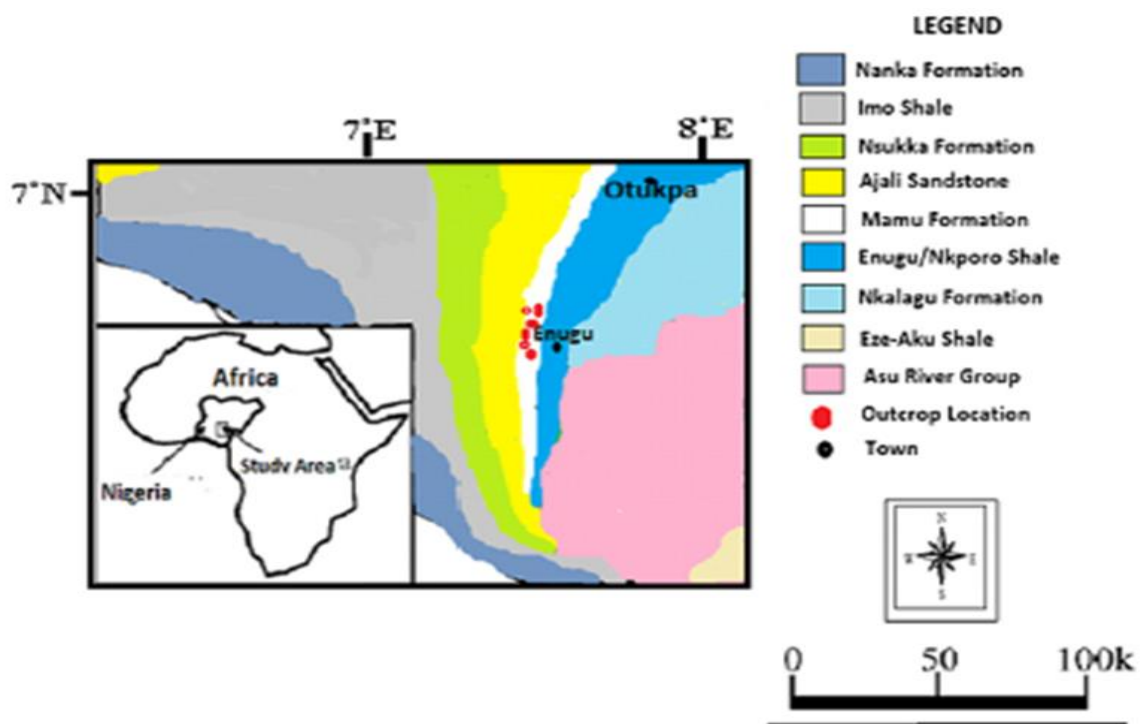 LEGEND
Nanka Formation
Imo Shale
Nsukka Formation
Ajali Sandstone
Mamu Formation
Enugu/Nkporo Shale
Nkalagu Formation
Eze-Aku Shale
Asu River Group
Outcrop Location
Town
7°E
8°E
7°N
Otukpa
Enugu
Africa
Study Area
Nigeria
N
S
0 50 100k